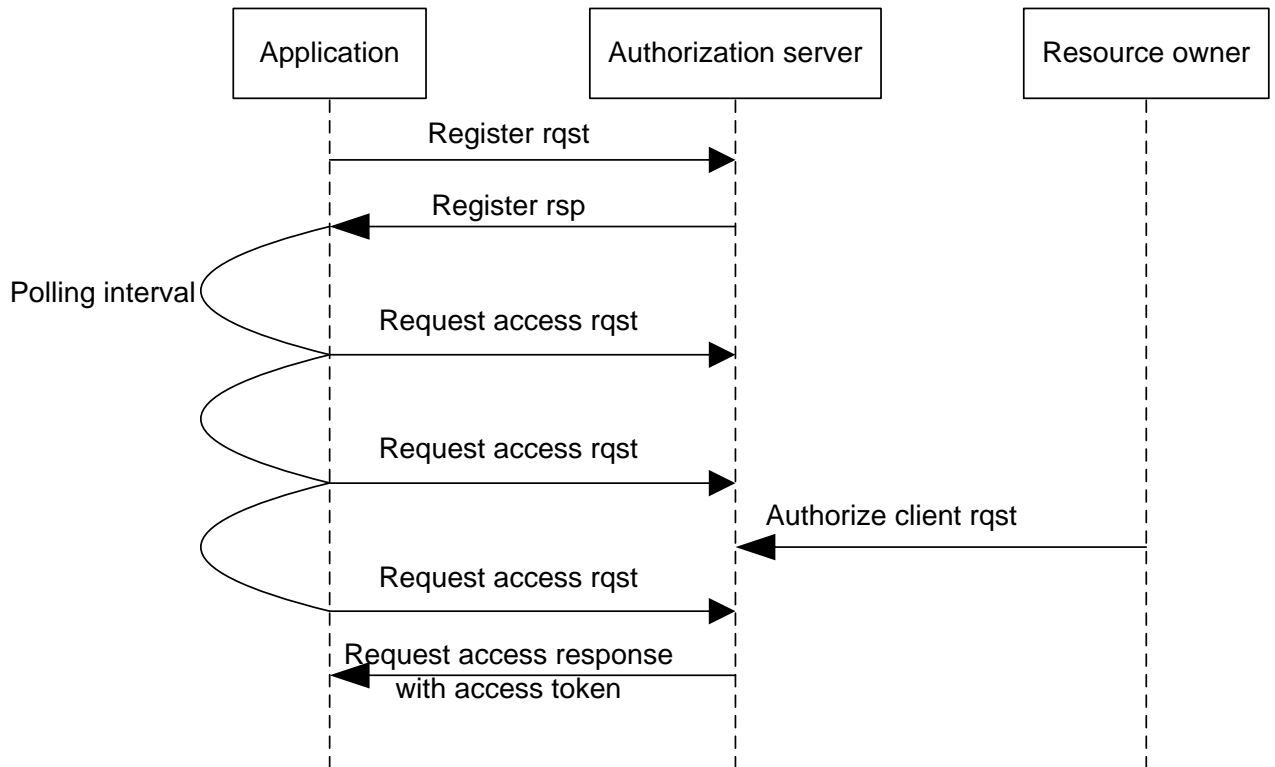 Application
Authorization server
Resource owner
Register rqst
Register rsp
Polling interval
Request access rqst
Request access rqst
Authorize client rqst
Request access rqst
Request access response
with access token